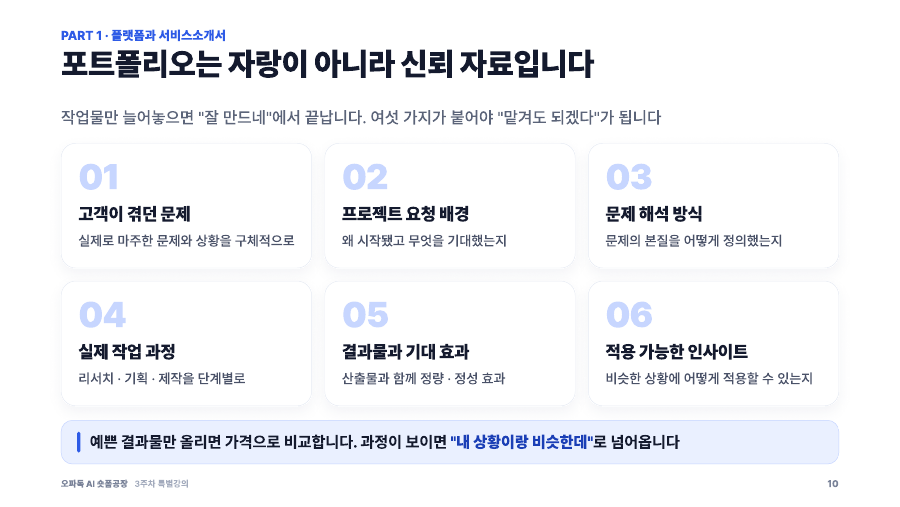 PART 1 · 플랫폼과 서비스소개서
포트폴리오는 자랑이 아니라 신뢰 자료입니다
작업물만 늘어놓으면 "잘 만드네"에서 끝납니다. 여섯 가지가 붙어야 "맡겨도 되겠다"가 됩니다
01
고객이 겪던 문제
실제로 마주한 문제와 상황을 구체적으로
02
프로젝트 요청 배경
왜 시작됐고 무엇을 기대했는지
03
문제 해석 방식
문제의 본질을 어떻게 정의했는지
04
실제 작업 과정
리서치 · 기획 · 제작을 단계별로
05
결과물과 기대 효과
산출물과 함께 정량 · 정성 효과
06
적용 가능한 인사이트
비슷한 상황에 어떻게 적용할 수 있는지
예쁜 결과물만 올리면 가격으로 비교합니다. 과정이 보이면 "내 상황이랑 비슷한데"로 넘어옵니다
오파독 AI 숏폼공장 3주차 특별강의
10